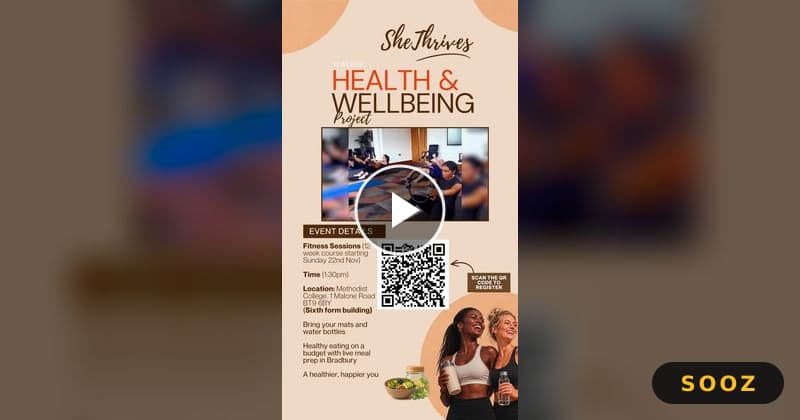 SheThrives
HEALTH &
WELLBEING
Project
EVENT DETAILS
Fitness Sessions (12
week course starting
Sunday 22nd Nov)
Time (1:30pm)
Location: Methodist
College, 1 Malone Road
BT9 6BY
(Sixth form building)
Bring your mats and
water bottles
Healthy eating on a
budget with live meal
prep in Bradbury
A healthier, happier you
SCAN THE QR
CODE TO
REGISTER
SOOZ